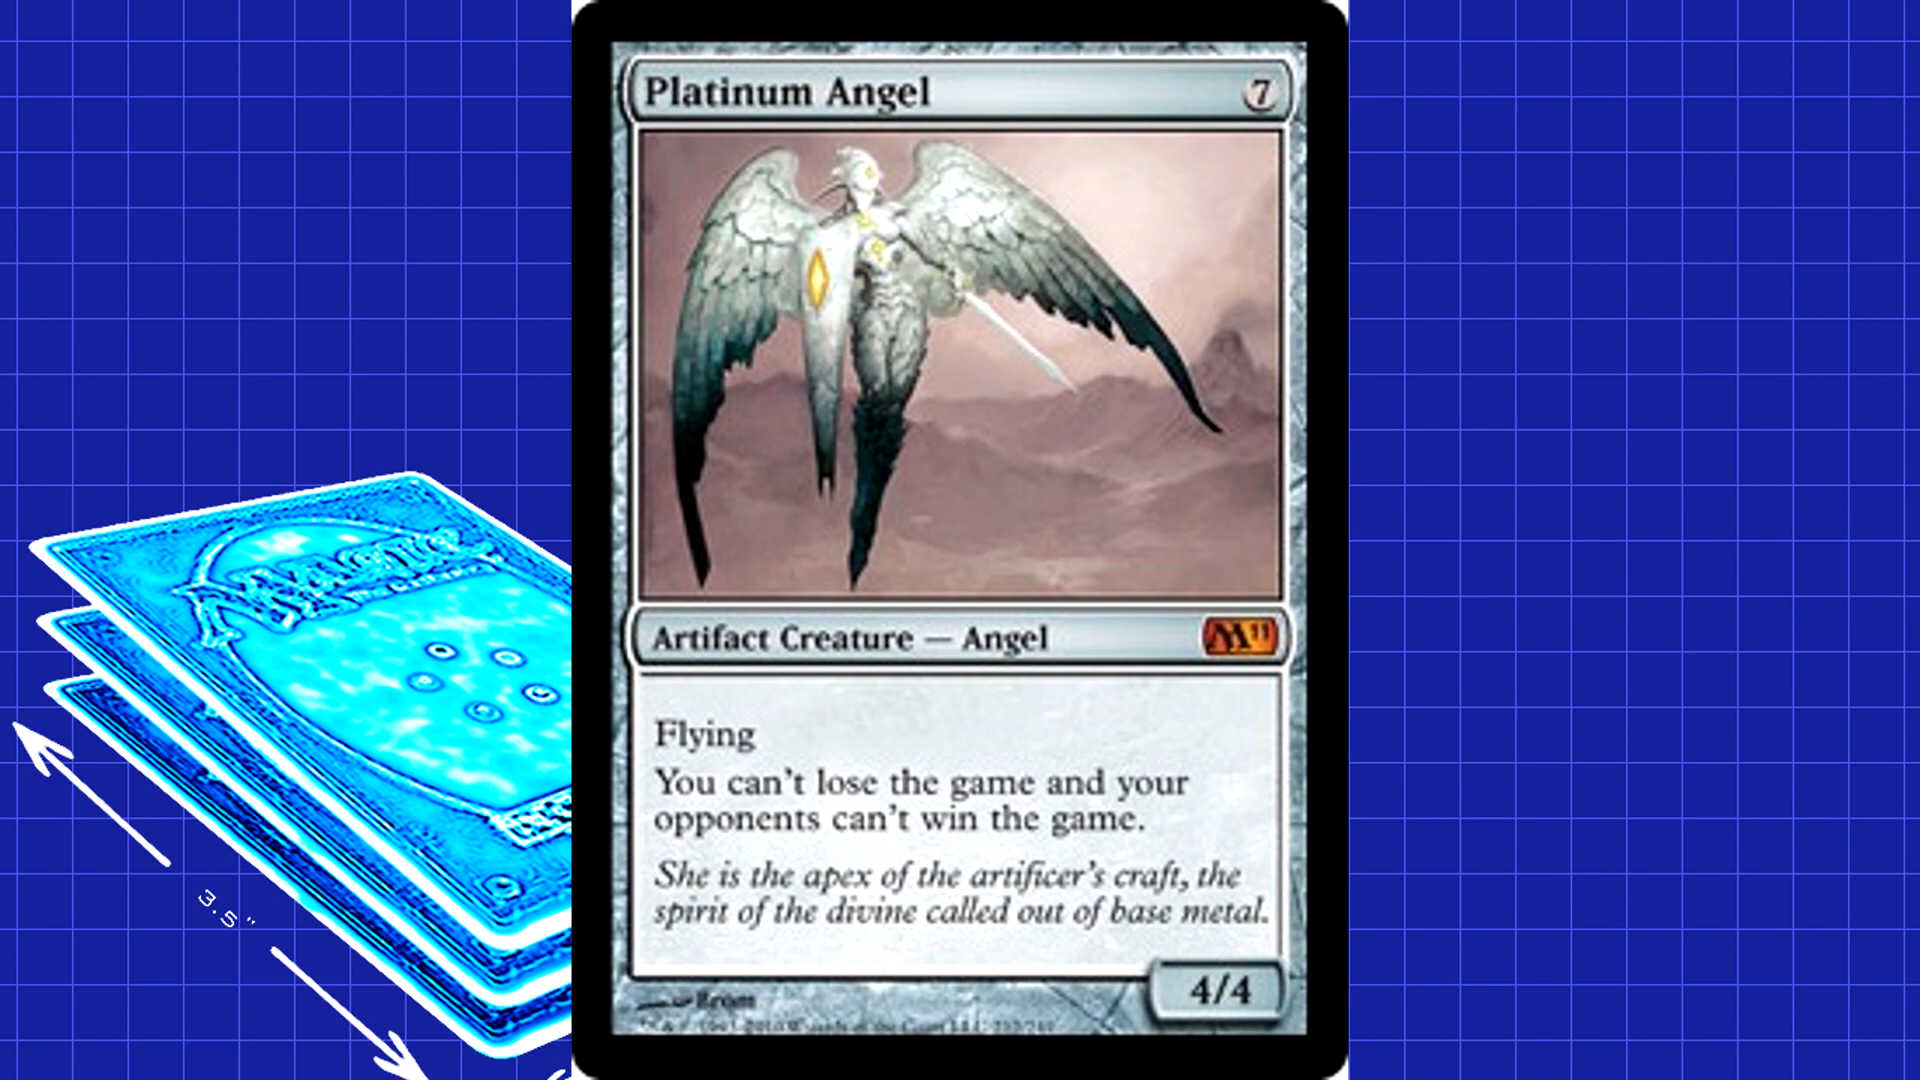 Platinum Angel 7
Artifact Creature — Angel M11
Flying
You can't lose the game and your
opponents can't win the game.
She is the apex of the artificer's craft, the
spirit of the divine called out of base metal.
4/4
Brom
3.5"